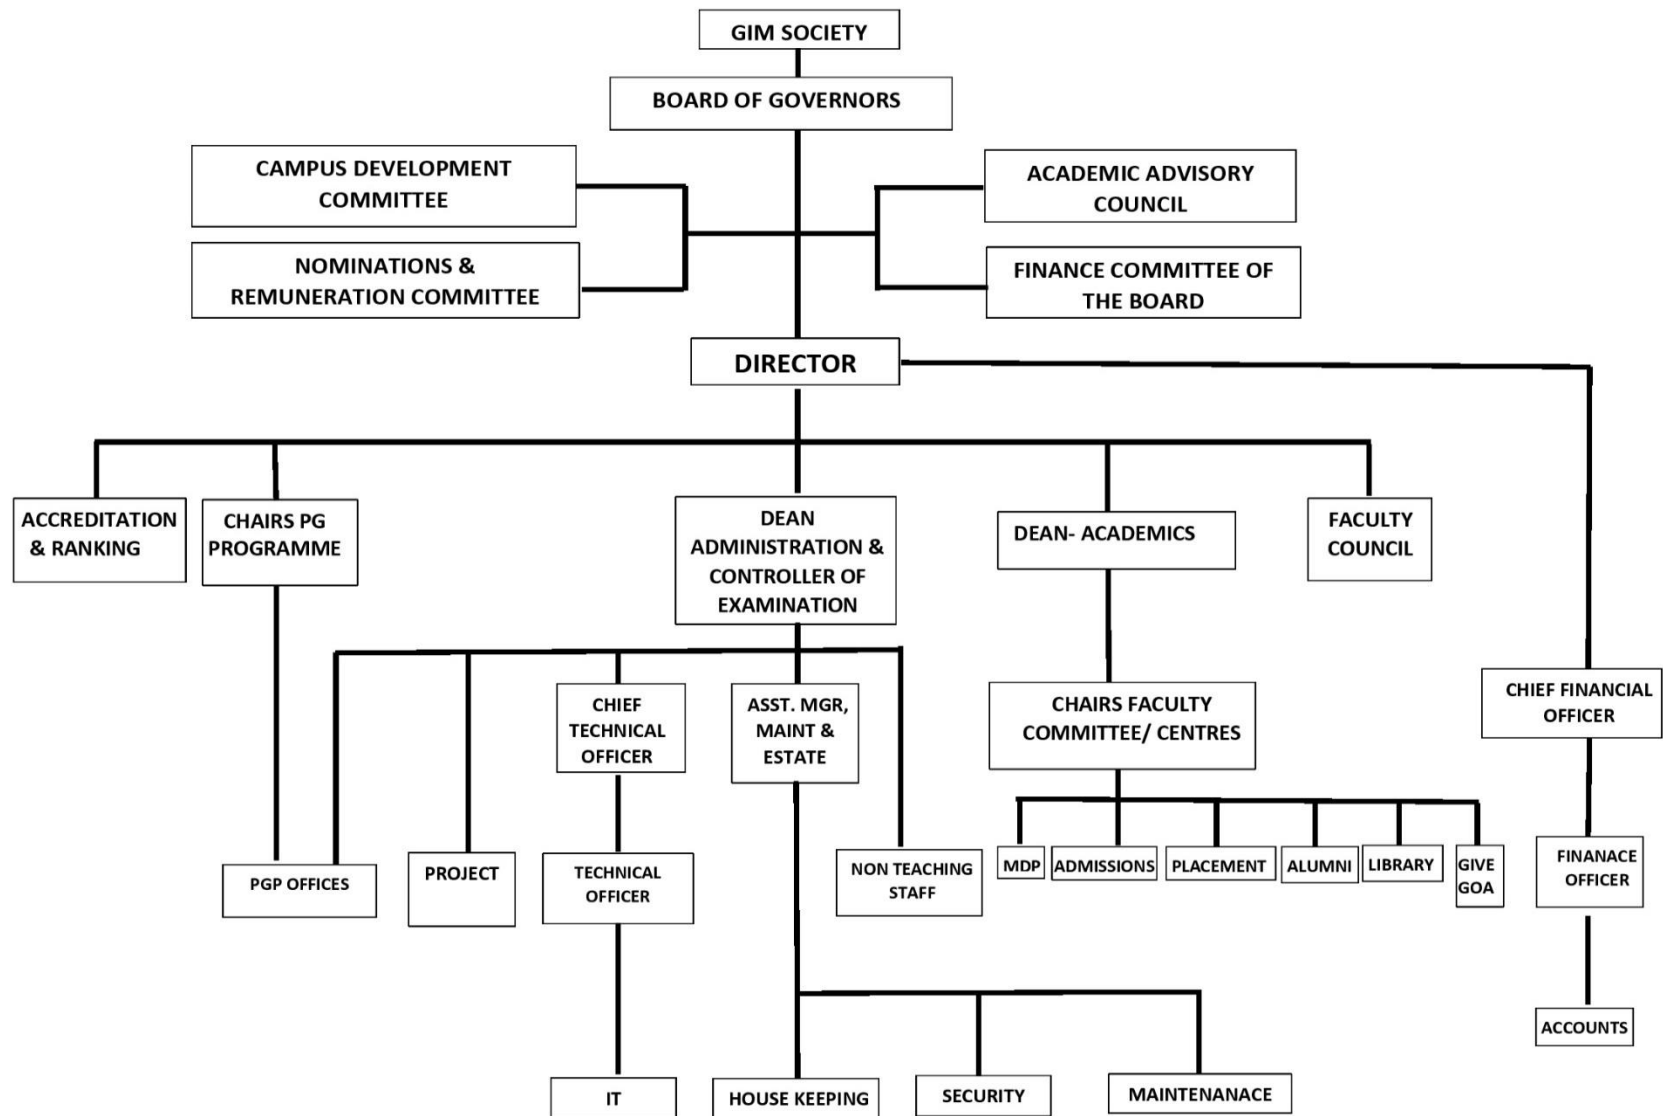 GIM SOCIETY
BOARD OF GOVERNORS
CAMPUS DEVELOPMENT
COMMITTEE
ACADEMIC ADVISORY
COUNCIL
NOMINATIONS &
REMUNERATION COMMITTEE
FINANCE COMMITTEE OF
THE BOARD
DIRECTOR
ACCREDITATION
& RANKING
CHAIRS PG
PROGRAMME
DEAN
ADMINISTRATION &
CONTROLLER OF
EXAMINATION
DEAN- ACADEMICS
FACULTY
COUNCIL
CHIEF
TECHNICAL
OFFICER
ASST. MGR,
MAINT &
ESTATE
CHAIRS FACULTY
COMMITTEE/ CENTRES
CHIEF FINANCIAL
OFFICER
PGP OFFICES
PROJECT
TECHNICAL
OFFICER
NON TEACHING
STAFF
MDP
ADMISSIONS
PLACEMENT
ALUMNI
LIBRARY
GIVE
GOA
FINANACE
OFFICER
ACCOUNTS
IT
HOUSE KEEPING
SECURITY
MAINTENANACE